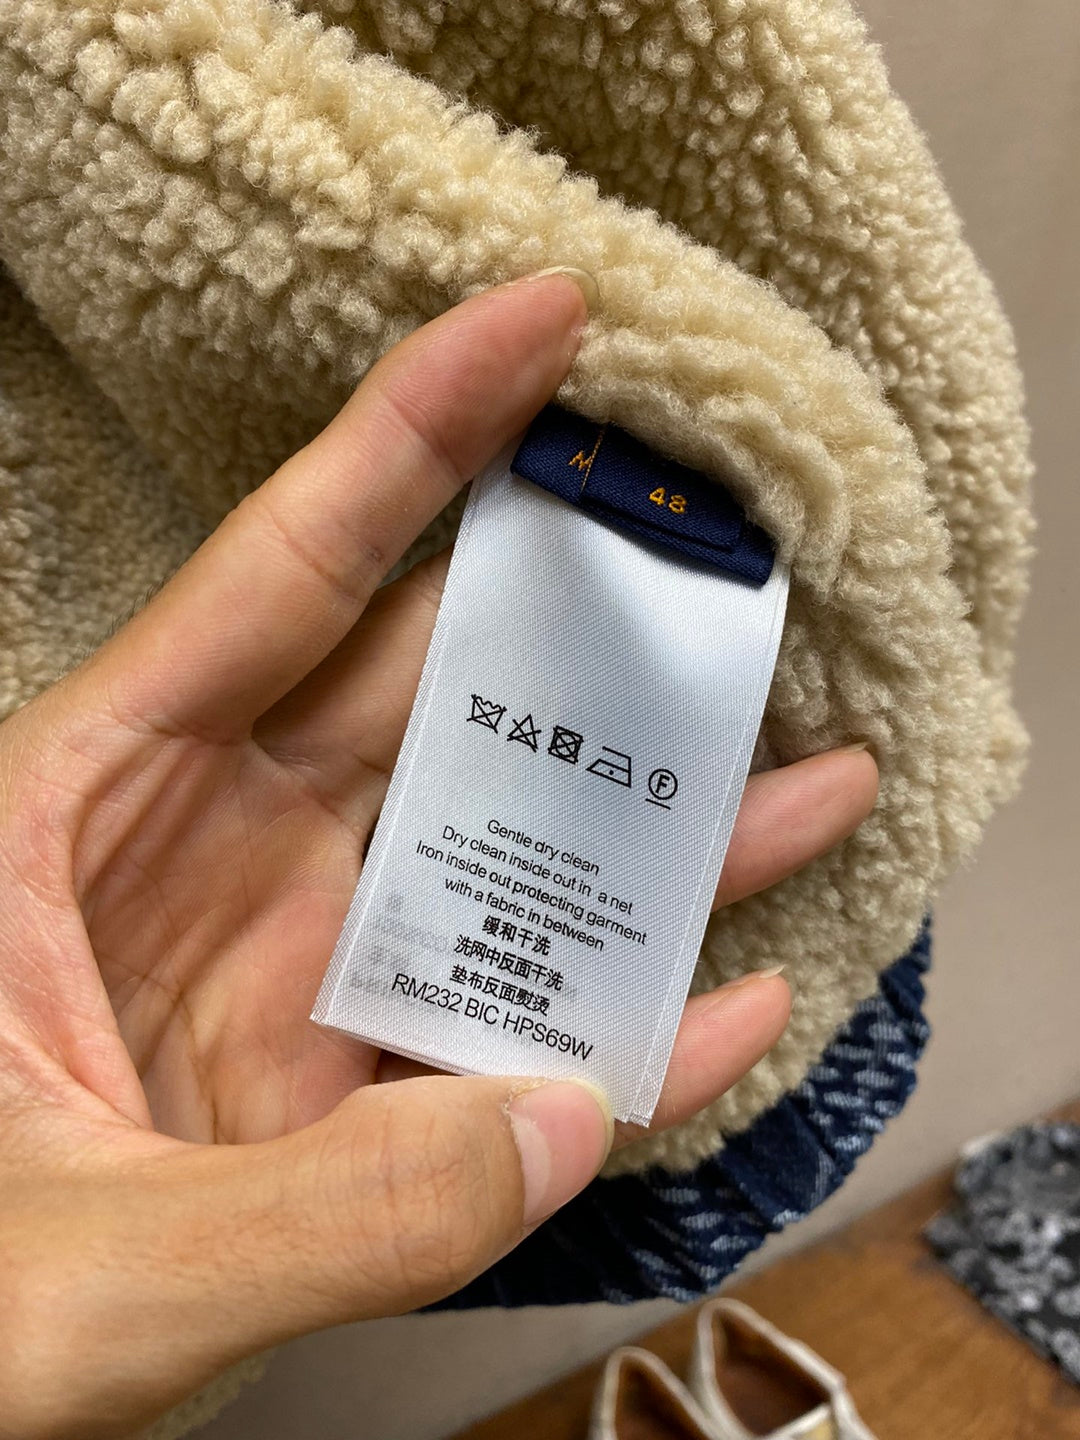 M
48
F
Gentle dry clean
Dry clean inside out in a net
Iron inside out protecting garment
with a fabric in between
缓和干洗
洗网中反面干洗
垫布反面熨烫
RM232 BIC HPS69W